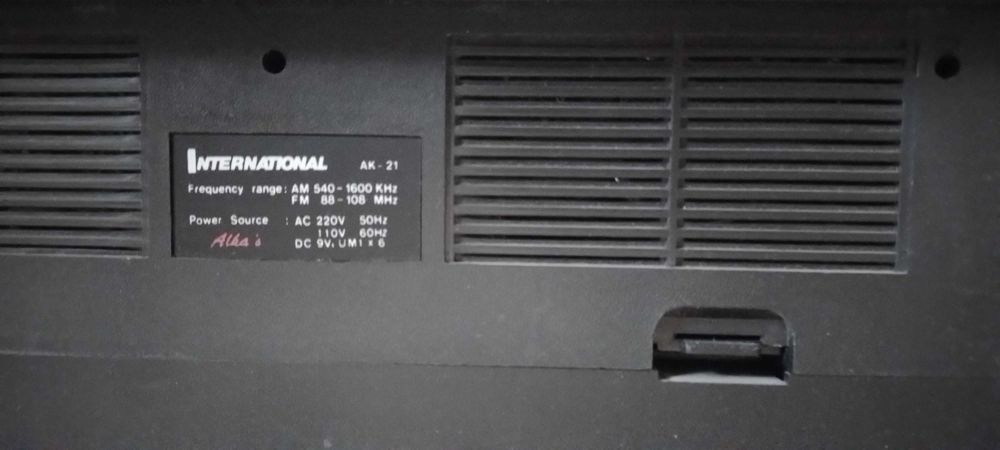 INTERNATIONAL AK-21
Frequency range: AM 540-1600 KHz
FM 88-108 MHz
Power Source : AC 220V 50Hz
110V 60Hz
Alka's DC 9V, UM1 x 6